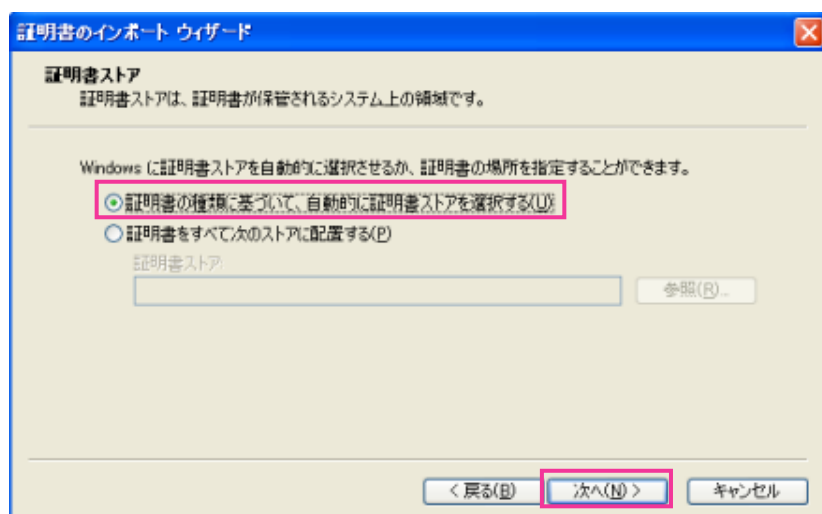 証明書のインポート ウィザード
証明書ストア
証明書ストアは、証明書が保管されるシステム上の領域です。
Windows に証明書ストアを自動的に選択させるか、証明書の場所を指定することができます。
証明書の種類に基づいて、自動的に証明書ストアを選択する(U)
証明書をすべて次のストアに配置する(P)
証明書ストア:
参照(R)...
< 戻る(B)
次へ(N) >
キャンセル